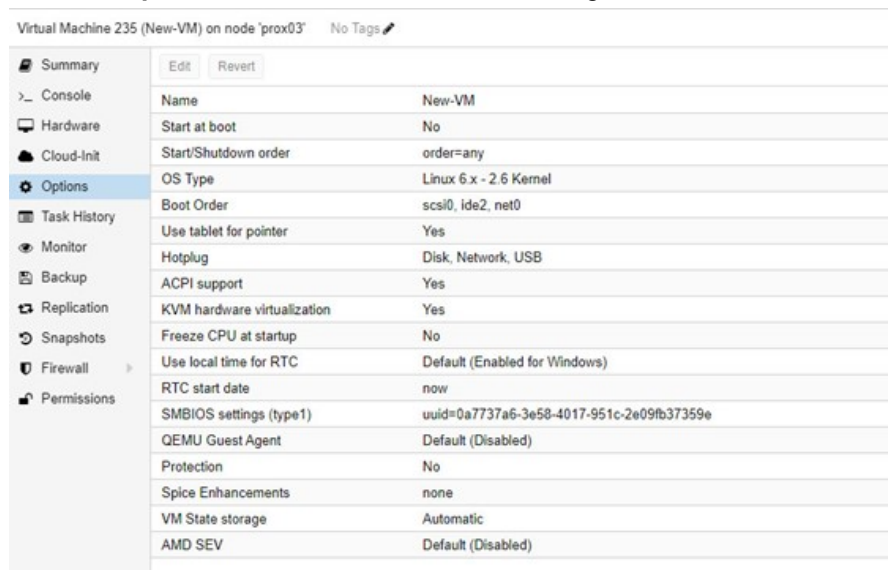 Virtual Machine 235 (New-VM) on node 'prox03' No Tags
Summary
Console
Hardware
Cloud-Init
Options
Task History
Monitor
Backup
Replication
Snapshots
Firewall
Permissions
Edit Revert
Name New-VM
Start at boot No
Start/Shutdown order order=any
OS Type Linux 6.x - 2.6 Kernel
Boot Order scsi0, ide2, net0
Use tablet for pointer Yes
Hotplug Disk, Network, USB
ACPI support Yes
KVM hardware virtualization Yes
Freeze CPU at startup No
Use local time for RTC Default (Enabled for Windows)
RTC start date now
SMBIOS settings (type1) uuid=0a7737a6-3e58-4017-951c-2e09fb37359e
QEMU Guest Agent Default (Disabled)
Protection No
Spice Enhancements none
VM State storage Automatic
AMD SEV Default (Disabled)